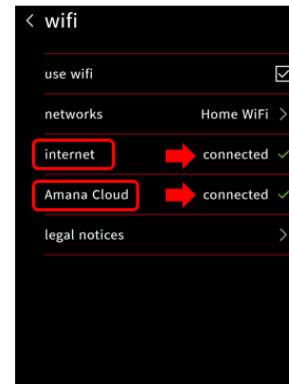 wifi
use wifi
networks Home WiFi
internet connected
Amana Cloud connected
legal notices